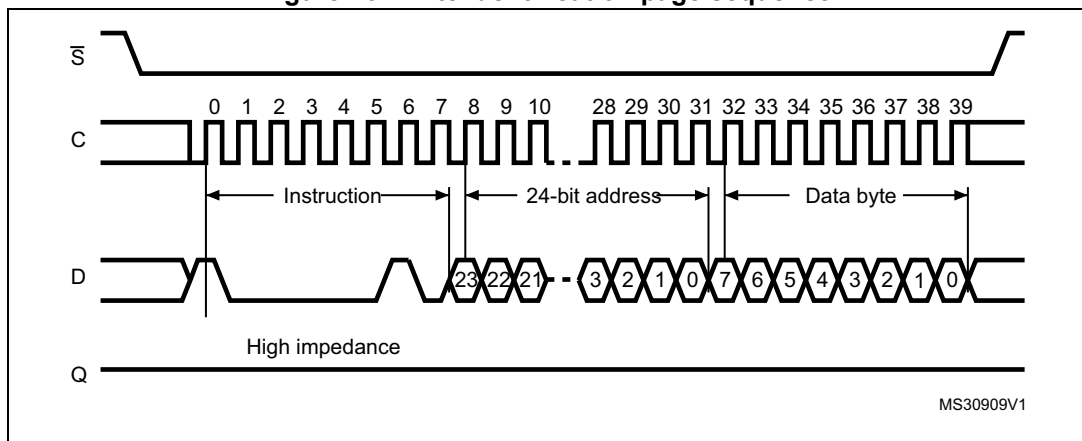 S
0 1 2 3 4 5 6 7 8 9 10 28 29 30 31 32 33 34 35 36 37 38 39
C
Instruction 24-bit address Data byte
D 23 22 21 3 2 1 0 7 6 5 4 3 2 1 0
High impedance
Q
MS30909V1